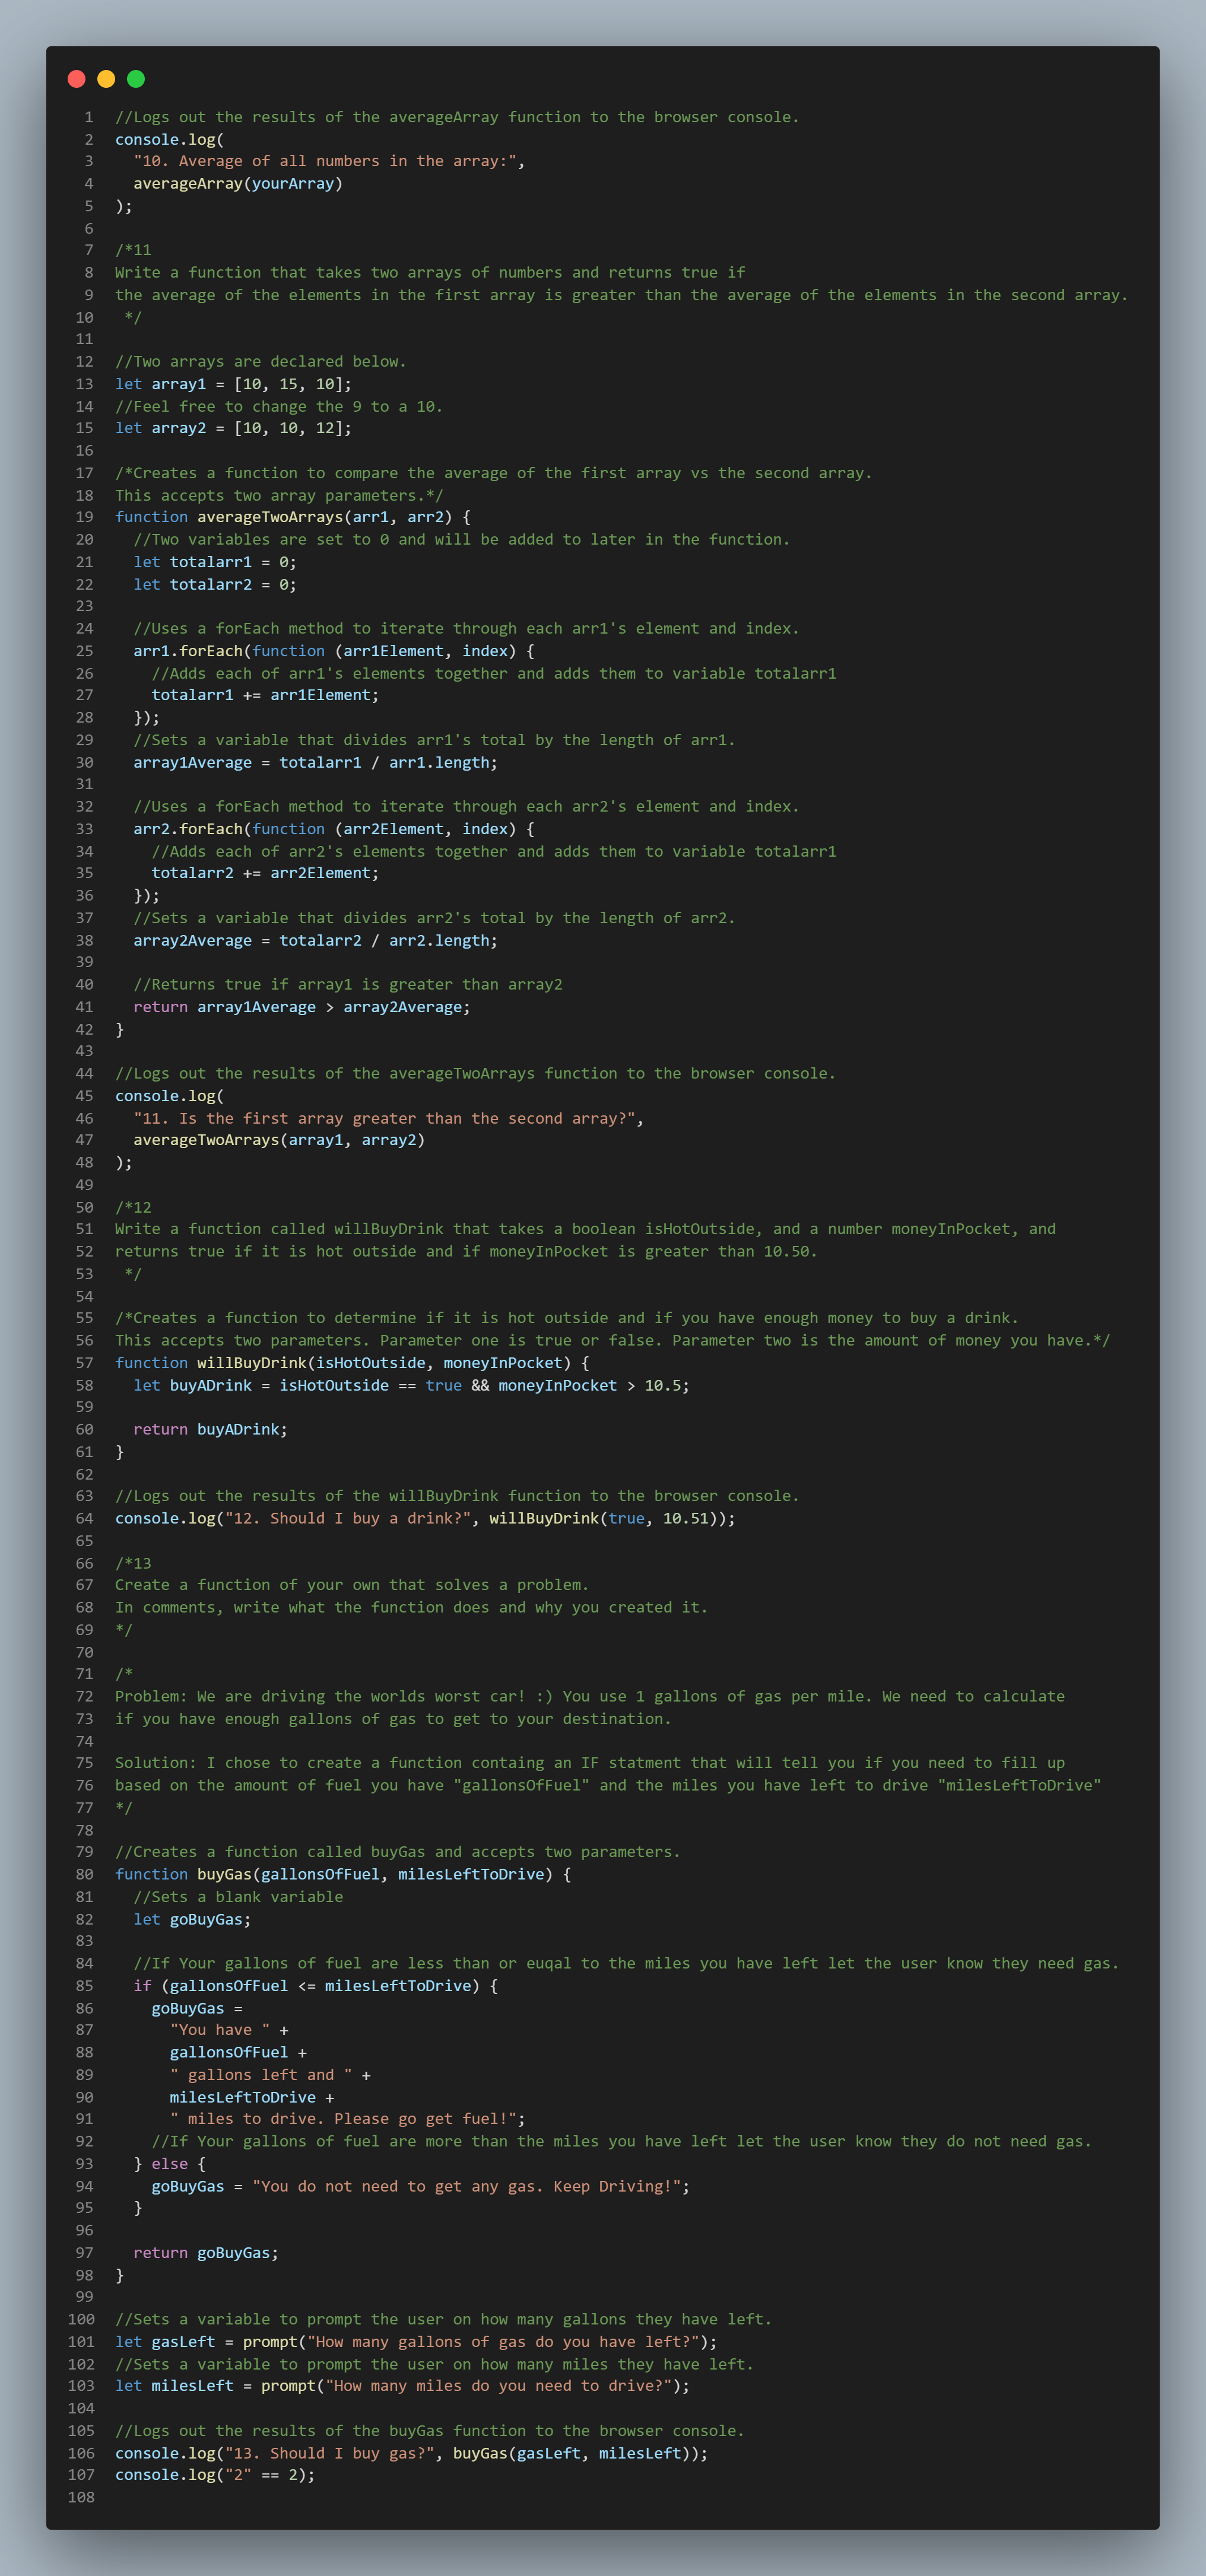 1 //Logs out the results of the averageArray function to the browser console.
2 console.log(
3   "10. Average of all numbers in the array:",
4   averageArray(yourArray)
5 );
6
7 /*11
8 Write a function that takes two arrays of numbers and returns true if
9 the average of the elements in the first array is greater than the average of the elements in the second array.
10  */
11
12 //Two arrays are declared below.
13 let array1 = [10, 15, 10];
14 //Feel free to change the 9 to a 10.
15 let array2 = [10, 10, 12];
16
17 /*Creates a function to compare the average of the first array vs the second array.
18 This accepts two array parameters.*/
19 function averageTwoArrays(arr1, arr2) {
20   //Two variables are set to 0 and will be added to later in the function.
21   let totalarr1 = 0;
22   let totalarr2 = 0;
23
24   //Uses a forEach method to iterate through each arr1's element and index.
25   arr1.forEach(function (arr1Element, index) {
26     //Adds each of arr1's elements together and adds them to variable totalarr1
27     totalarr1 += arr1Element;
28   });
29   //Sets a variable that divides arr1's total by the length of arr1.
30   array1Average = totalarr1 / arr1.length;
31
32   //Uses a forEach method to iterate through each arr2's element and index.
33   arr2.forEach(function (arr2Element, index) {
34     //Adds each of arr2's elements together and adds them to variable totalarr1
35     totalarr2 += arr2Element;
36   });
37   //Sets a variable that divides arr2's total by the length of arr2.
38   array2Average = totalarr2 / arr2.length;
39
40   //Returns true if array1 is greater than array2
41   return array1Average > array2Average;
42 }
43
44 //Logs out the results of the averageTwoArrays function to the browser console.
45 console.log(
46   "11. Is the first array greater than the second array?",
47   averageTwoArrays(array1, array2)
48 );
49
50 /*12
51 Write a function called willBuyDrink that takes a boolean isHotOutside, and a number moneyInPocket, and
52 returns true if it is hot outside and if moneyInPocket is greater than 10.50.
53  */
54
55 /*Creates a function to determine if it is hot outside and if you have enough money to buy a drink.
56 This accepts two parameters. Parameter one is true or false. Parameter two is the amount of money you have.*/
57 function willBuyDrink(isHotOutside, moneyInPocket) {
58   let buyADrink = isHotOutside == true && moneyInPocket > 10.5;
59
60   return buyADrink;
61 }
62
63 //Logs out the results of the willBuyDrink function to the browser console.
64 console.log("12. Should I buy a drink?", willBuyDrink(true, 10.51));
65
66 /*13
67 Create a function of your own that solves a problem.
68 In comments, write what the function does and why you created it.
69 */
70
71 /*
72 Problem: We are driving the worlds worst car! :) You use 1 gallons of gas per mile. We need to calculate
73 if you have enough gallons of gas to get to your destination.
74
75 Solution: I chose to create a function containg an IF statment that will tell you if you need to fill up
76 based on the amount of fuel you have "gallonsOfFuel" and the miles you have left to drive "milesLeftToDrive"
77 */
78
79 //Creates a function called buyGas and accepts two parameters.
80 function buyGas(gallonsOfFuel, milesLeftToDrive) {
81   //Sets a blank variable
82   let goBuyGas;
83
84   //If Your gallons of fuel are less than or euqal to the miles you have left let the user know they need gas.
85   if (gallonsOfFuel <= milesLeftToDrive) {
86     goBuyGas =
87       "You have " +
88       gallonsOfFuel +
89       " gallons left and " +
90       milesLeftToDrive +
91       " miles to drive. Please go get fuel!";
92     //If Your gallons of fuel are more than the miles you have left let the user know they do not need gas.
93   } else {
94     goBuyGas = "You do not need to get any gas. Keep Driving!";
95   }
96
97   return goBuyGas;
98 }
99
100 //Sets a variable to prompt the user on how many gallons they have left.
101 let gasLeft = prompt("How many gallons of gas do you have left?");
102 //Sets a variable to prompt the user on how many miles they have left.
103 let milesLeft = prompt("How many miles do you need to drive?");
104
105 //Logs out the results of the buyGas function to the browser console.
106 console.log("13. Should I buy gas?", buyGas(gasLeft, milesLeft));
107 console.log("2" == 2);
108